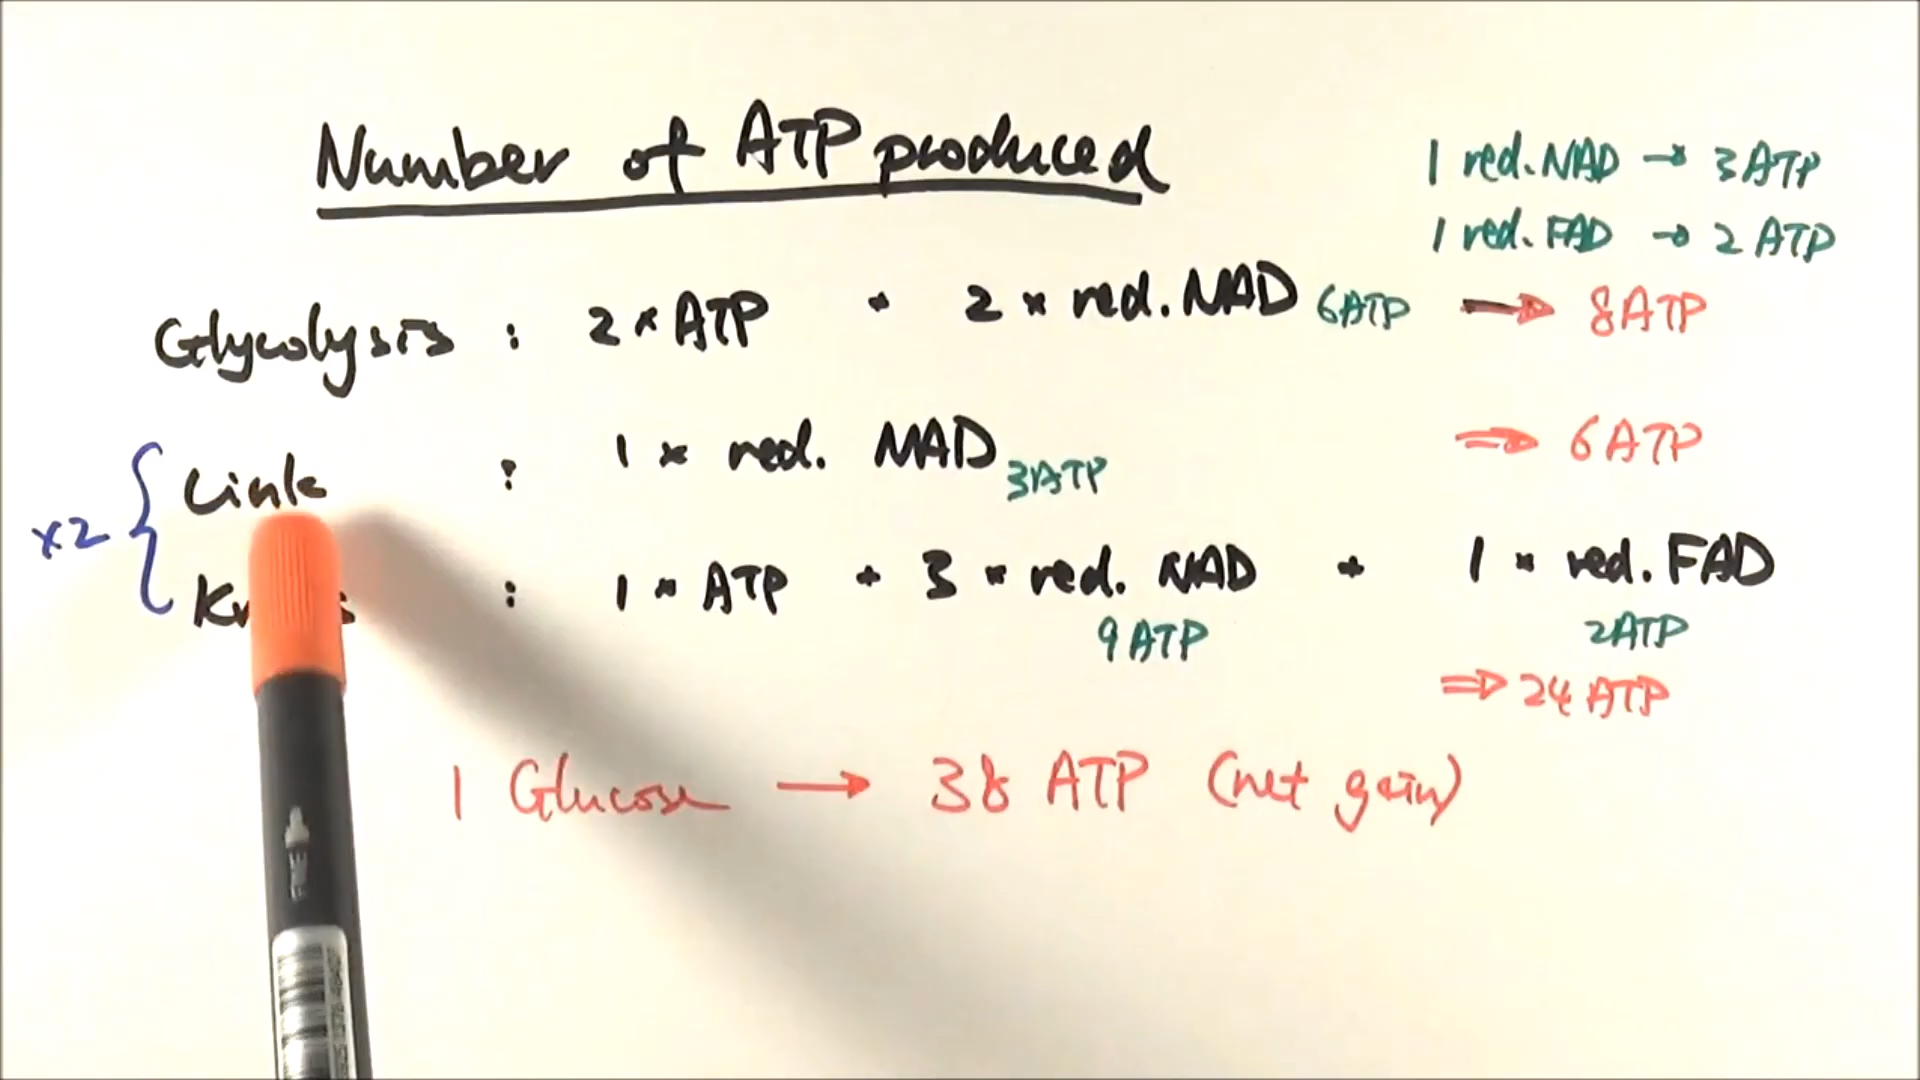 Number of ATP produced
1 red. NAD → 3 ATP
1 red. FAD → 2 ATP
Glycolysis : 2 × ATP + 2 × red. NAD 6ATP → 8ATP
×2 { Link : 1 × red. NAD 3ATP ⇒ 6 ATP
: 1 × ATP + 3 × red. NAD + 1 × red. FAD
9 ATP 2ATP
⇒ 24 ATP
1 Glucose → 38 ATP (net gain)
FINE